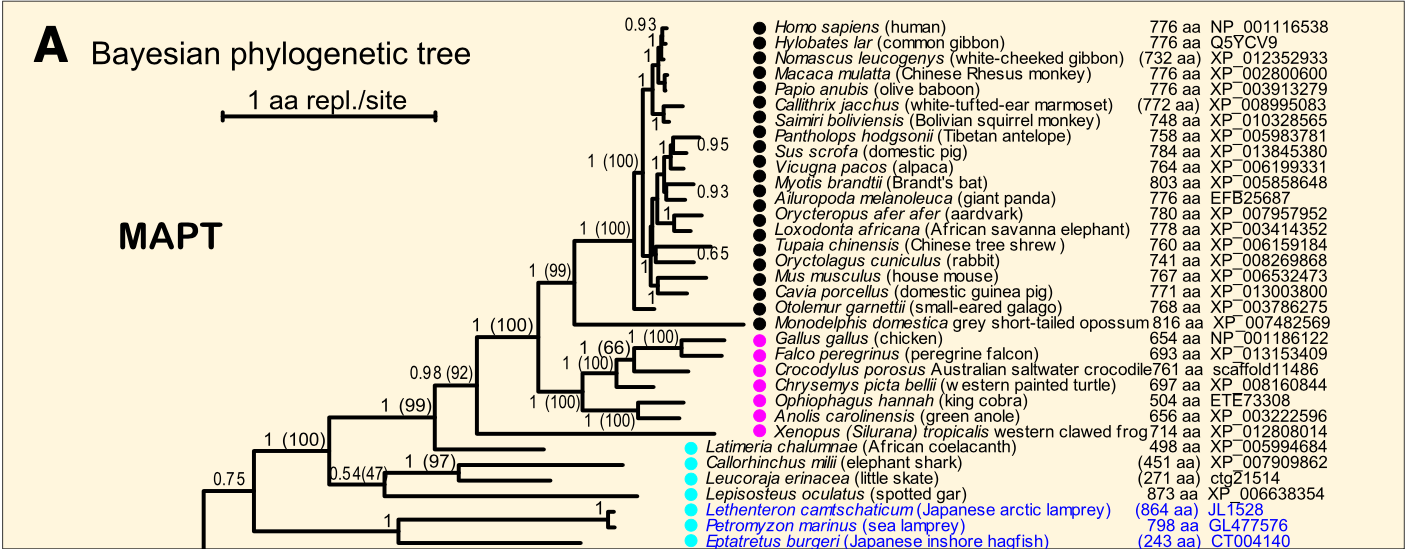 A Bayesian phylogenetic tree
1 aa repl./site
MAPT
0.93
1
1
1
1
1 (100)
1
1
0.95
1
0.93
1
1 (100)
0.65
1
1
1 (99)
1 (100)
1 (100)
1 (66)
1 (100)
1 (100)
1 (100)
0.98 (92)
1 (99)
1 (100)
1 (97)
0.54(47)
0.75
1
1
Homo sapiens (human) 776 aa NP_001116538
Hylobates lar (common gibbon) 776 aa Q5YCV9
Nomascus leucogenys (white-cheeked gibbon) (732 aa) XP_012352933
Macaca mulatta (Chinese Rhesus monkey) 776 aa XP_002800600
Papio anubis (olive baboon) 776 aa XP_003913279
Callithrix jacchus (white-tufted-ear marmoset) (772 aa) XP_008995083
Saimiri boliviensis (Bolivian squirrel monkey) 748 aa XP_010328565
Pantholops hodgsonii (Tibetan antelope) 758 aa XP_005983781
Sus scrofa (domestic pig) 784 aa XP_013845380
Vicugna pacos (alpaca) 764 aa XP_006199331
Myotis brandtii (Brandt's bat) 803 aa XP_005858648
Ailuropoda melanoleuca (giant panda) 776 aa EFB25687
Orycteropus afer afer (aardvark) 780 aa XP_007957952
Loxodonta africana (African savanna elephant) 778 aa XP_003414352
Tupaia chinensis (Chinese tree shrew ) 760 aa XP_006159184
Oryctolagus cuniculus (rabbit) 741 aa XP_008269868
Mus musculus (house mouse) 767 aa XP_006532473
Cavia porcellus (domestic guinea pig) 771 aa XP_013003800
Otolemur garnettii (small-eared galago) 768 aa XP_003786275
Monodelphis domestica grey short-tailed opossum 816 aa XP_007482569
Gallus gallus (chicken) 654 aa NP_001186122
Falco peregrinus (peregrine falcon) 693 aa XP_013153409
Crocodylus porosus Australian saltwater crocodile 761 aa scaffold11486
Chrysemys picta bellii (western painted turtle) 697 aa XP_008160844
Ophiophagus hannah (king cobra) 504 aa ETE73308
Anolis carolinensis (green anole) 656 aa XP_003222596
Xenopus (Silurana) tropicalis western clawed frog 714 aa XP_012808014
Latimeria chalumnae (African coelacanth) 498 aa XP_005994684
Callorhinchus milii (elephant shark) (451 aa) XP_007909862
Leucoraja erinacea (little skate) (271 aa) ctg21514
Lepisosteus oculatus (spotted gar) 873 aa XP_006638354
Lethenteron camtschaticum (Japanese arctic lamprey) (864 aa) JL1528
Petromyzon marinus (sea lamprey) 798 aa GL477576
Eptatretus burgeri (Japanese inshore hagfish) (243 aa) CT004140